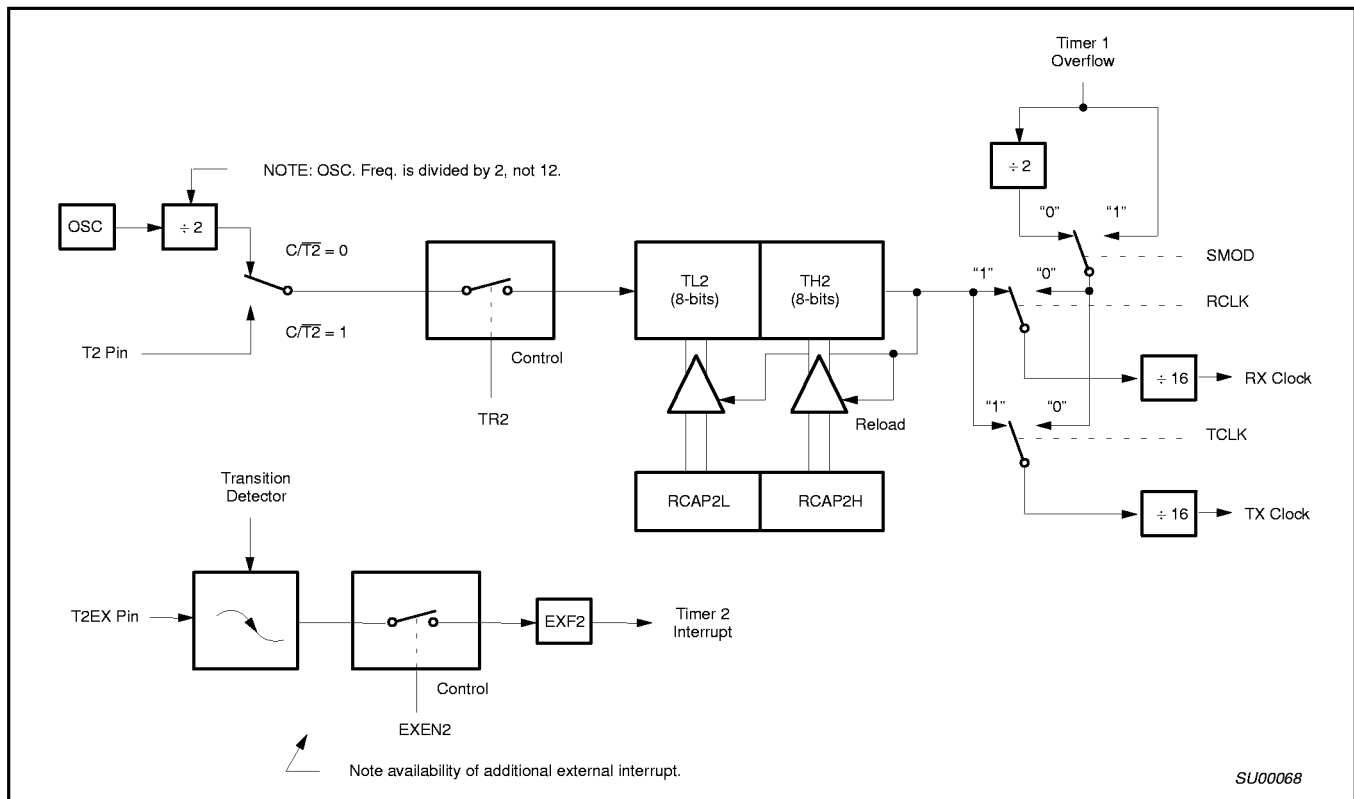 Timer 1
Overflow
÷ 2
NOTE: OSC. Freq. is divided by 2, not 12.
"0"
"1"
OSC
÷ 2
C/T2 = 0
TL2
(8-bits)
TH2
(8-bits)
SMOD
"1"
"0"
RCLK
C/T2 = 1
T2 Pin
Control
÷ 16
RX Clock
TR2
Reload
"1"
"0"
TCLK
Transition
Detector
RCAP2L
RCAP2H
÷ 16
TX Clock
T2EX Pin
EXF2
Timer 2
Interrupt
Control
EXEN2
Note availability of additional external interrupt.
SU00068